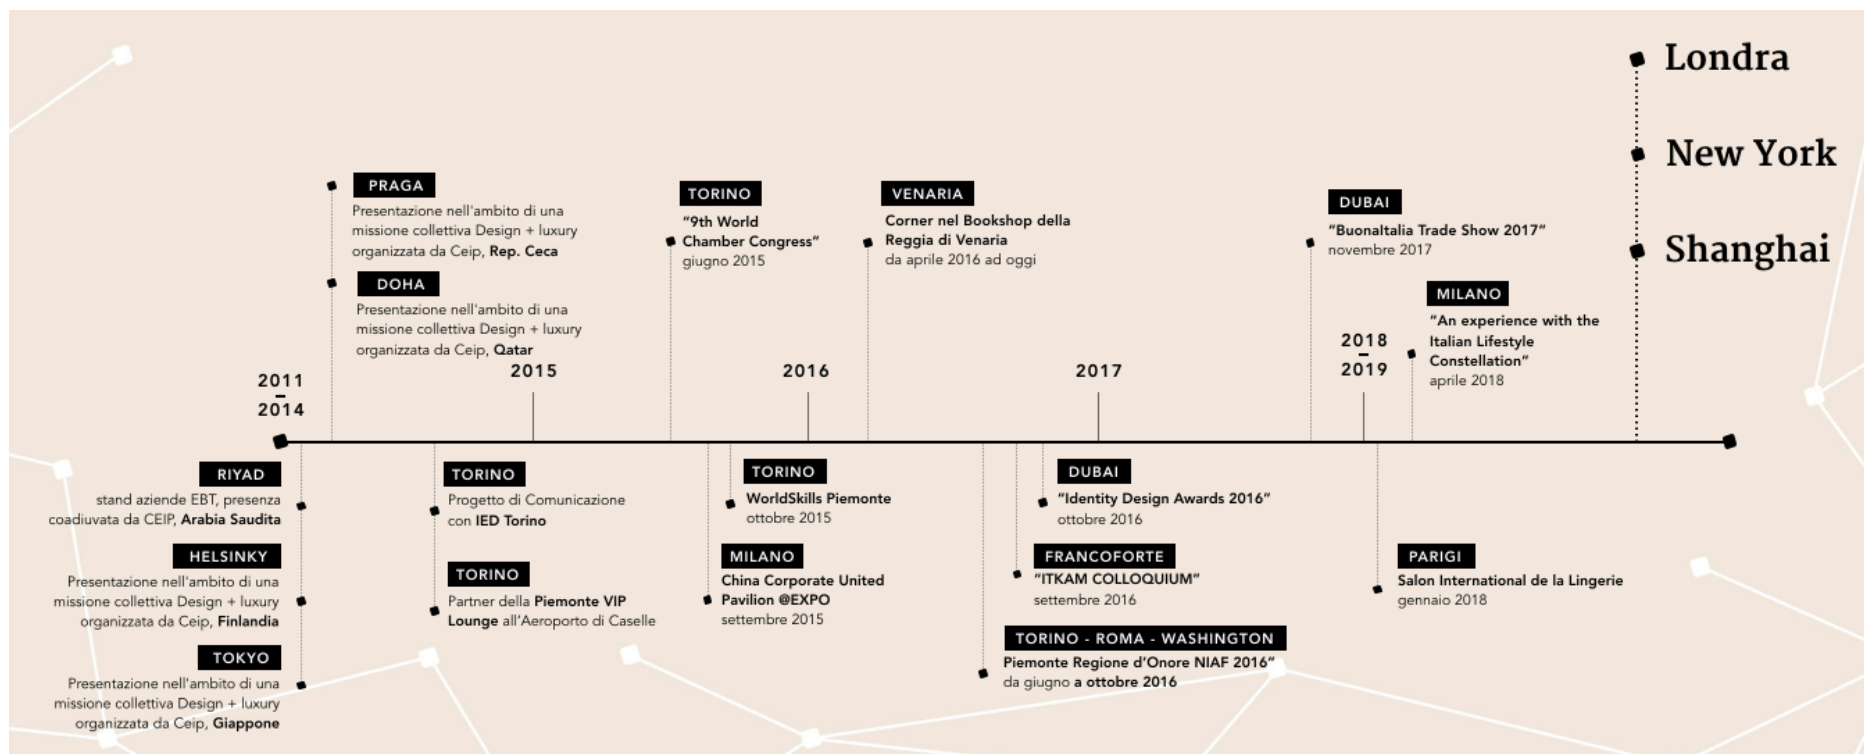 Londra
New York
Shanghai
PRAGA
Presentazione nell'ambito di una
missione collettiva Design + luxury
organizzata da Ceip, Rep. Ceca
DOHA
Presentazione nell'ambito di una
missione collettiva Design + luxury
organizzata da Ceip, Qatar
TORINO
“9th World
Chamber Congress”
giugno 2015
VENARIA
Corner nel Bookshop della
Reggia di Venaria
da aprile 2016 ad oggi
DUBAI
“BuonaItalia Trade Show 2017”
novembre 2017
MILANO
“An experience with the
Italian Lifestyle
Constellation”
aprile 2018
2011
–
2014
2015
2016
2017
2018
–
2019
RIYAD
stand aziende EBT, presenza
coadiuvata da CEIP, Arabia Saudita
HELSINKY
Presentazione nell'ambito di una
missione collettiva Design + luxury
organizzata da Ceip, Finlandia
TOKYO
Presentazione nell'ambito di una
missione collettiva Design + luxury
organizzata da Ceip, Giappone
TORINO
Progetto di Comunicazione
con IED Torino
TORINO
Partner della Piemonte VIP
Lounge all’Aeroporto di Caselle
TORINO
WorldSkills Piemonte
ottobre 2015
MILANO
China Corporate United
Pavilion @EXPO
settembre 2015
DUBAI
“Identity Design Awards 2016”
ottobre 2016
FRANCOFORTE
“ITKAM COLLOQUIUM”
settembre 2016
TORINO - ROMA - WASHINGTON
Piemonte Regione d’Onore NIAF 2016”
da giugno a ottobre 2016
PARIGI
Salon International de la Lingerie
gennaio 2018